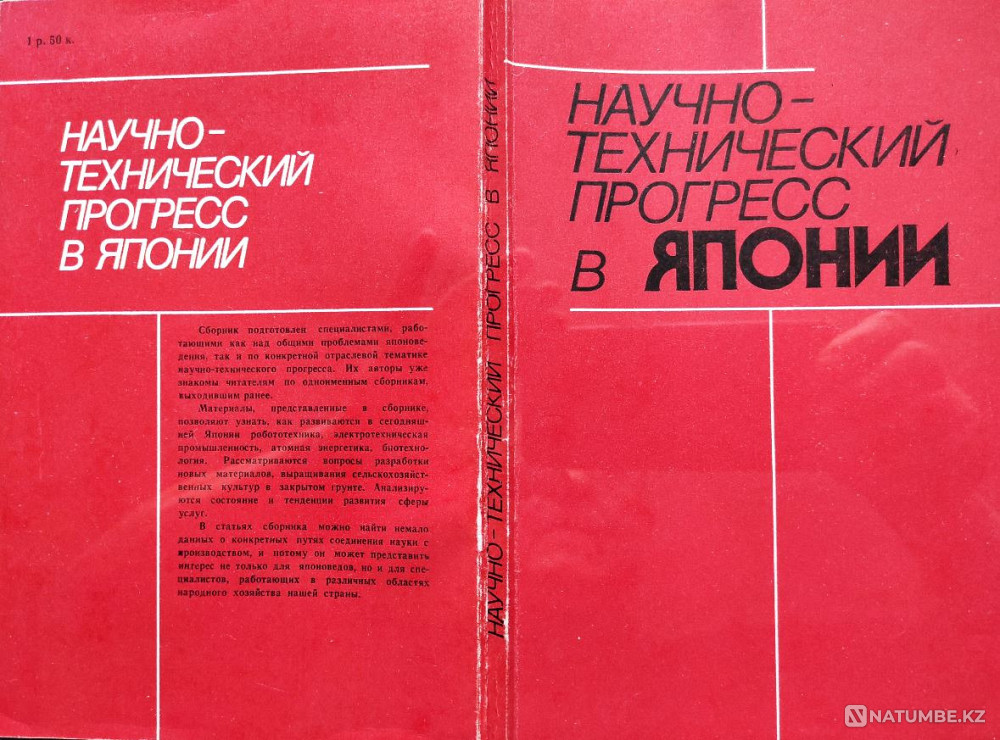 1 р. 50 к.
НАУЧНО-
ТЕХНИЧЕСКИЙ
ПРОГРЕСС
В ЯПОНИИ
Сборник подготовлен специалистами, рабо-
тающими как над общими проблемами японове-
дения, так и по конкретной отраслевой тематике
научно-технического прогресса. Их авторы уже
знакомы читателям по одноименным сборникам,
выходившим ранее.
Материалы, представленные в сборнике,
позволяют узнать, как развиваются в сегодняш-
ней Японии робототехника, электротехническая
промышленность, атомная энергетика, биотехно-
логия. Рассматриваются вопросы разработки
новых материалов, выращивания сельскохозяйст-
венных культур в закрытом грунте. Анализиру-
ются состояние и тенденции развития сферы
услуг.
В статьях сборника можно найти немало
данных о конкретных путях соединения науки с
производством, и потому он может представить
интерес не только для японоведов, но и для спе-
циалистов, работающих в различных областях
народного хозяйства нашей страны.
НАУЧНО-ТЕХНИЧЕСКИЙ ПРОГРЕСС В ЯПОНИИ
НАУЧНО-
ТЕХНИЧЕСКИЙ
ПРОГРЕСС
В ЯПОНИИ
NATUMBE.KZ